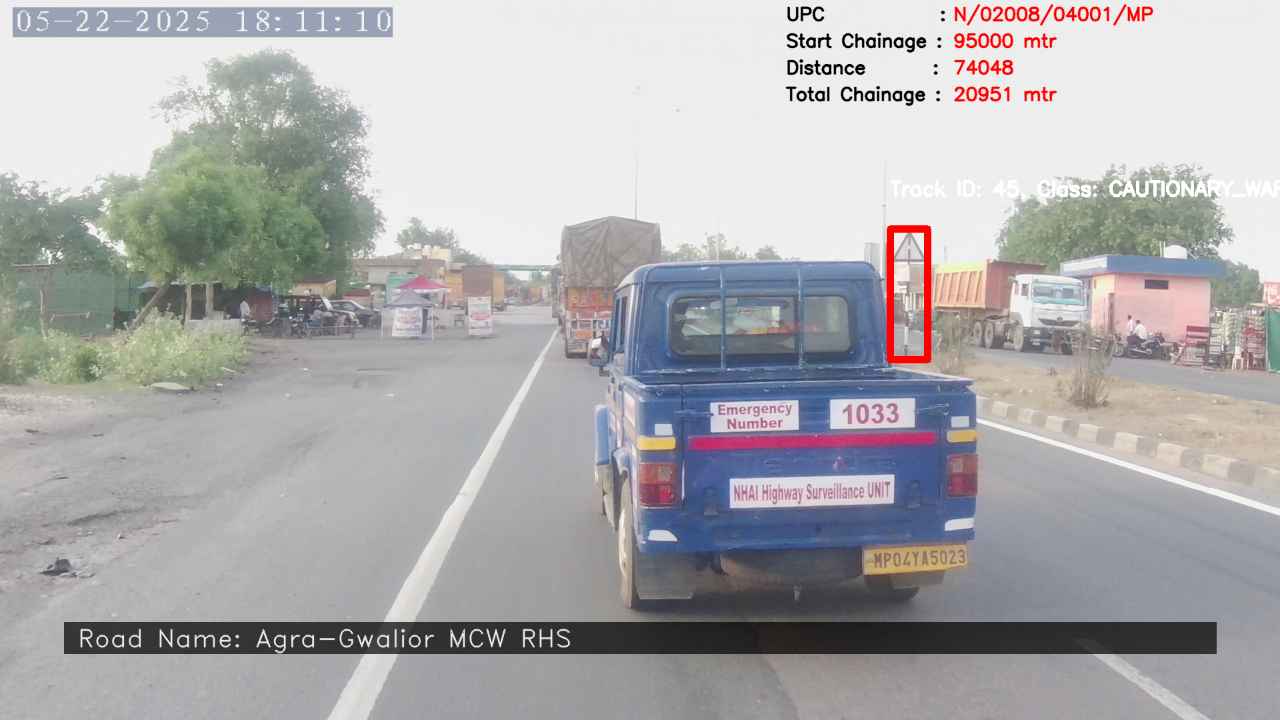 05-22-2025 18:11:10
UPC : N/02008/04001/MP
Start Chainage : 95000 mtr
Distance : 74048
Total Chainage : 20951 mtr
Track ID: 45, Class: CAUTIONARY_WAR
Emergency
Number
1033
NHAI Highway Surveillance UNIT
MP04YA5023
Road Name: Agra-Gwalior MCW RHS